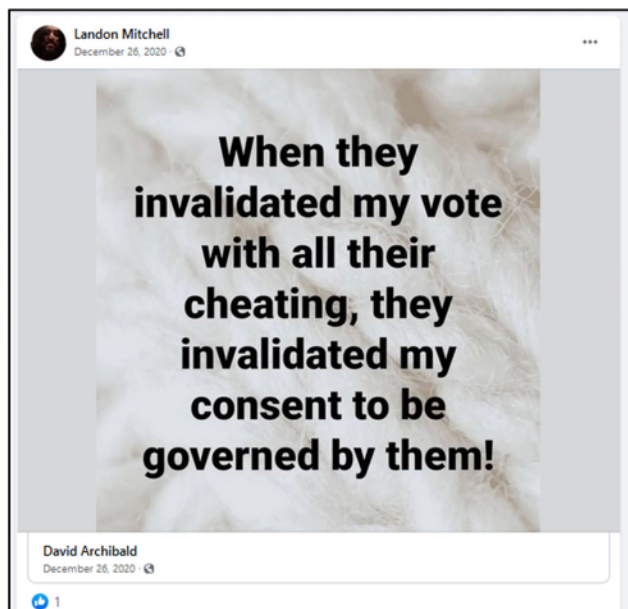 Landon Mitchell
December 26, 2020 ·
...
When they
invalidated my vote
with all their
cheating, they
invalidated my
consent to be
governed by them!
David Archibald
December 26, 2020 ·
1